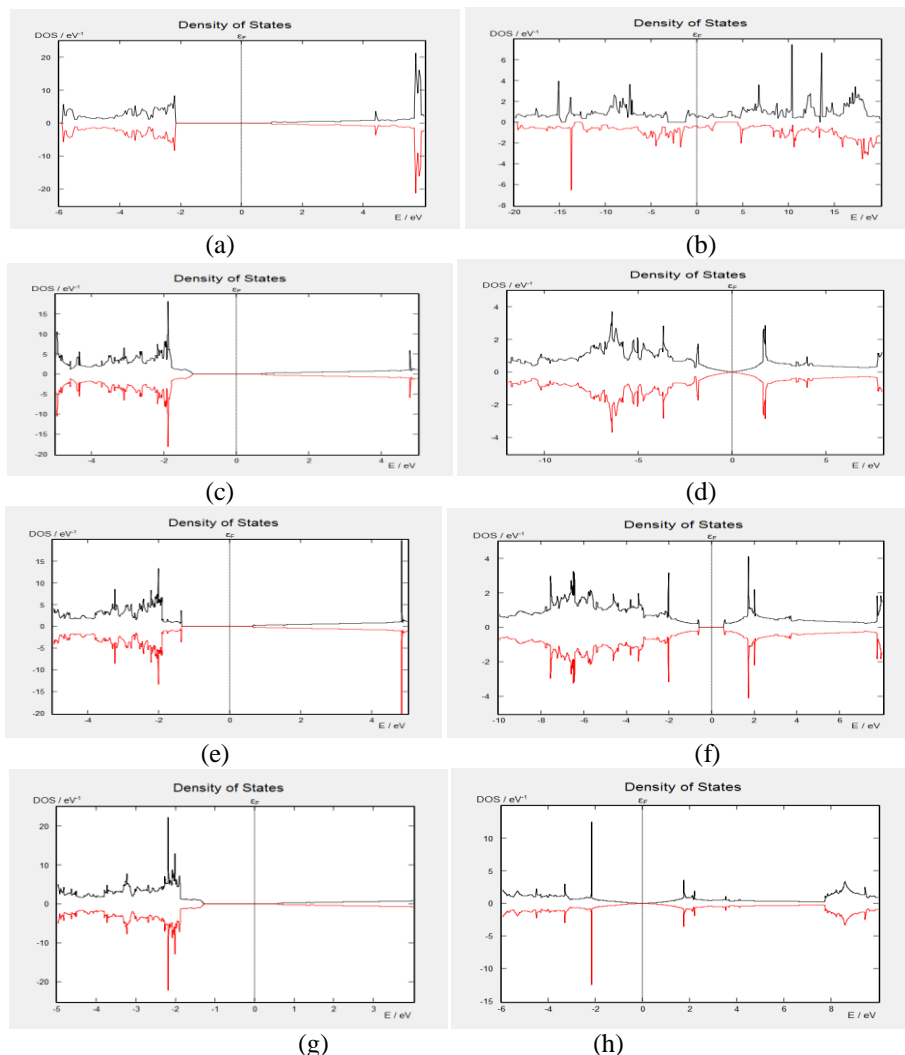 Density of States
DOS / eV⁻¹
εF
20
10
0
-10
-20
-6 -4 -2 0 2 4
E / eV
(a)
Density of States
DOS / eV⁻¹
εF
6
4
2
0
-2
-4
-6
-8
-20 -15 -10 -5 0 5 10 15
E / eV
(b)
Density of States
DOS / eV⁻¹
εF
15
10
5
0
-5
-10
-15
-20
-4 -2 0 2 4
E / eV
(c)
Density of States
DOS / eV⁻¹
εF
4
2
0
-2
-4
-10 -5 0 5
E / eV
(d)
Density of States
DOS / eV⁻¹
εF
15
10
5
0
-5
-10
-15
-20
-4 -2 0 2 4
E / eV
(e)
Density of States
DOS / eV⁻¹
εF
4
2
0
-2
-4
-10 -8 -6 -4 -2 0 2 4 6
E / eV
(f)
Density of States
DOS / eV⁻¹
εF
20
10
0
-10
-20
-5 -4 -3 -2 -1 0 1 2 3
E / eV
(g)
Density of States
DOS / eV⁻¹
εF
10
5
0
-5
-10
-15
-6 -4 -2 0 2 4 6 8
E / eV
(h)